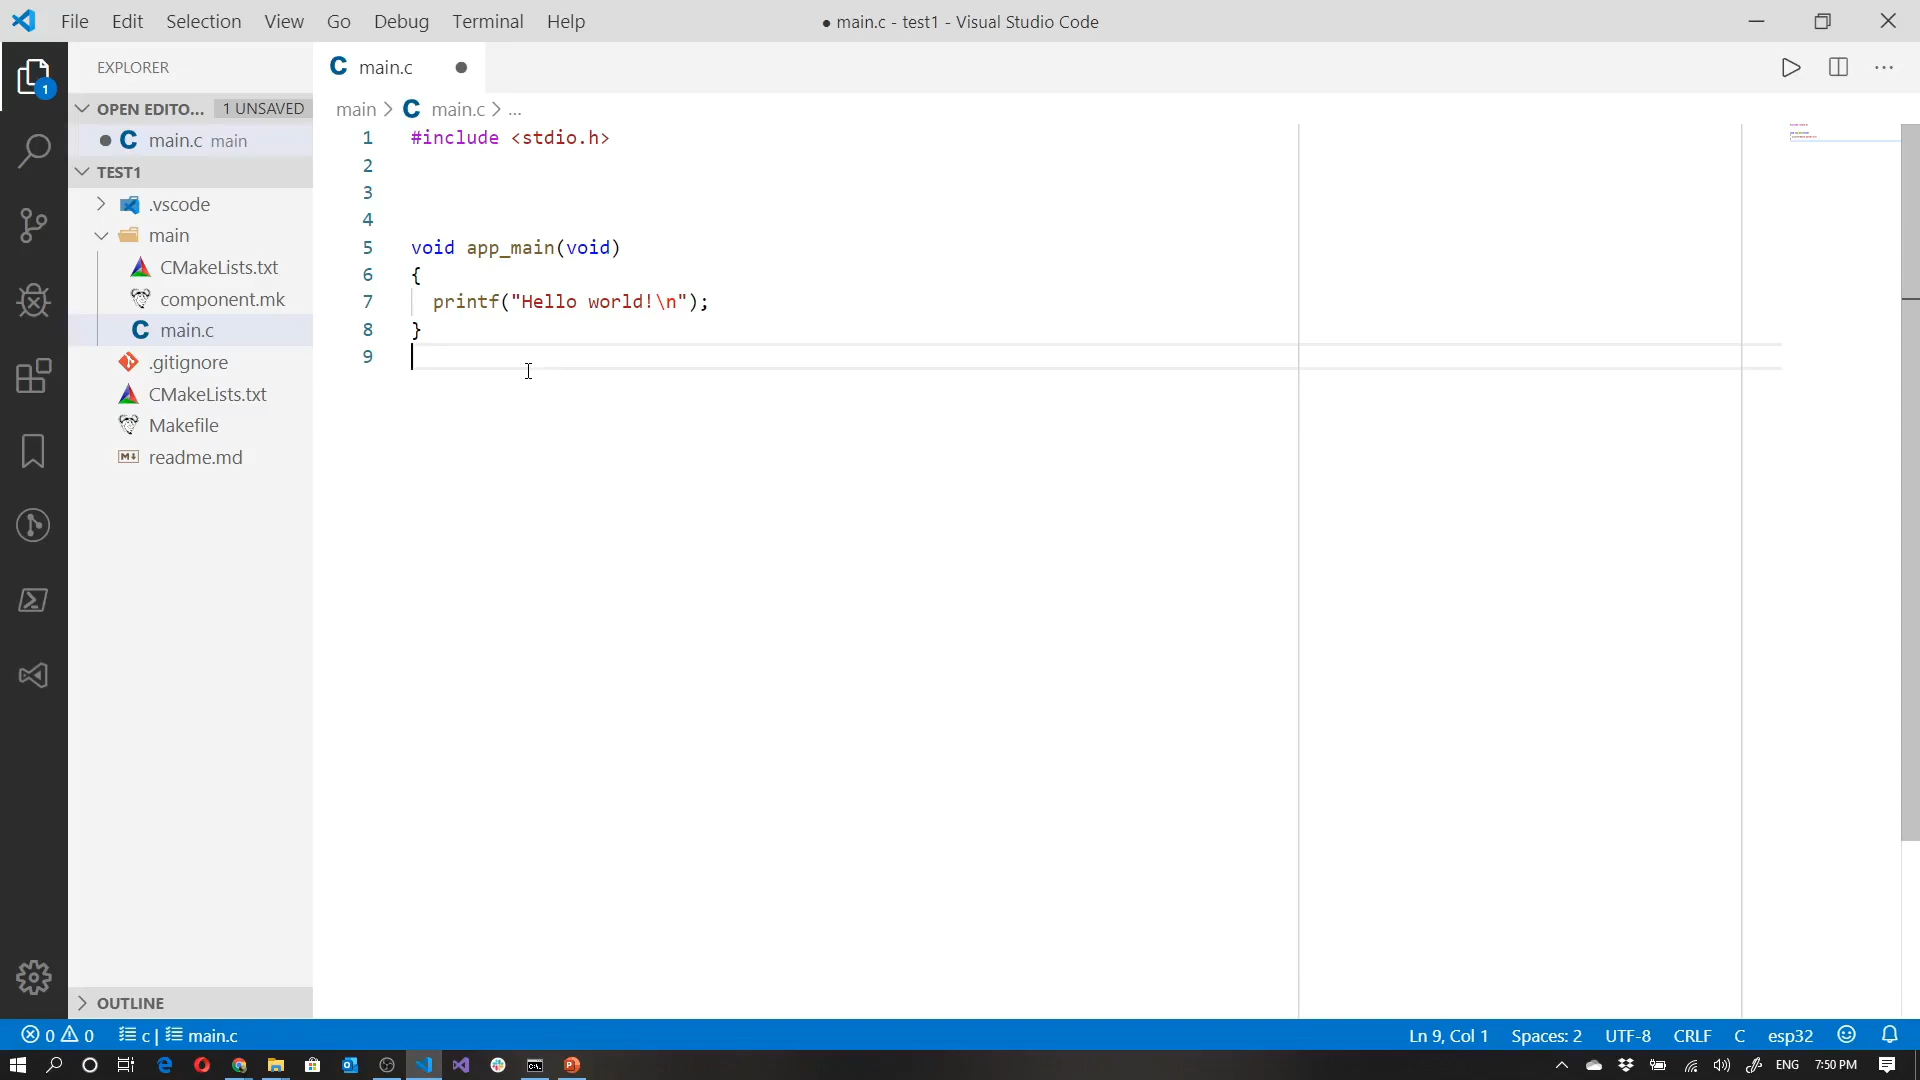 File Edit Selection View Go Debug Terminal Help
● main.c - test1 - Visual Studio Code
EXPLORER
OPEN EDITO... 1 UNSAVED
main.c main
TEST1
.vscode
main
CMakeLists.txt
component.mk
main.c
.gitignore
CMakeLists.txt
Makefile
readme.md
OUTLINE
main.c
main > main.c > ...
1 #include <stdio.h>
2
3
4
5 void app_main(void)
6 {
7 printf("Hello world!\n");
8 }
9
1
0 0 c | main.c
Ln 9, Col 1 Spaces: 2 UTF-8 CRLF C esp32
ENG 7:50 PM